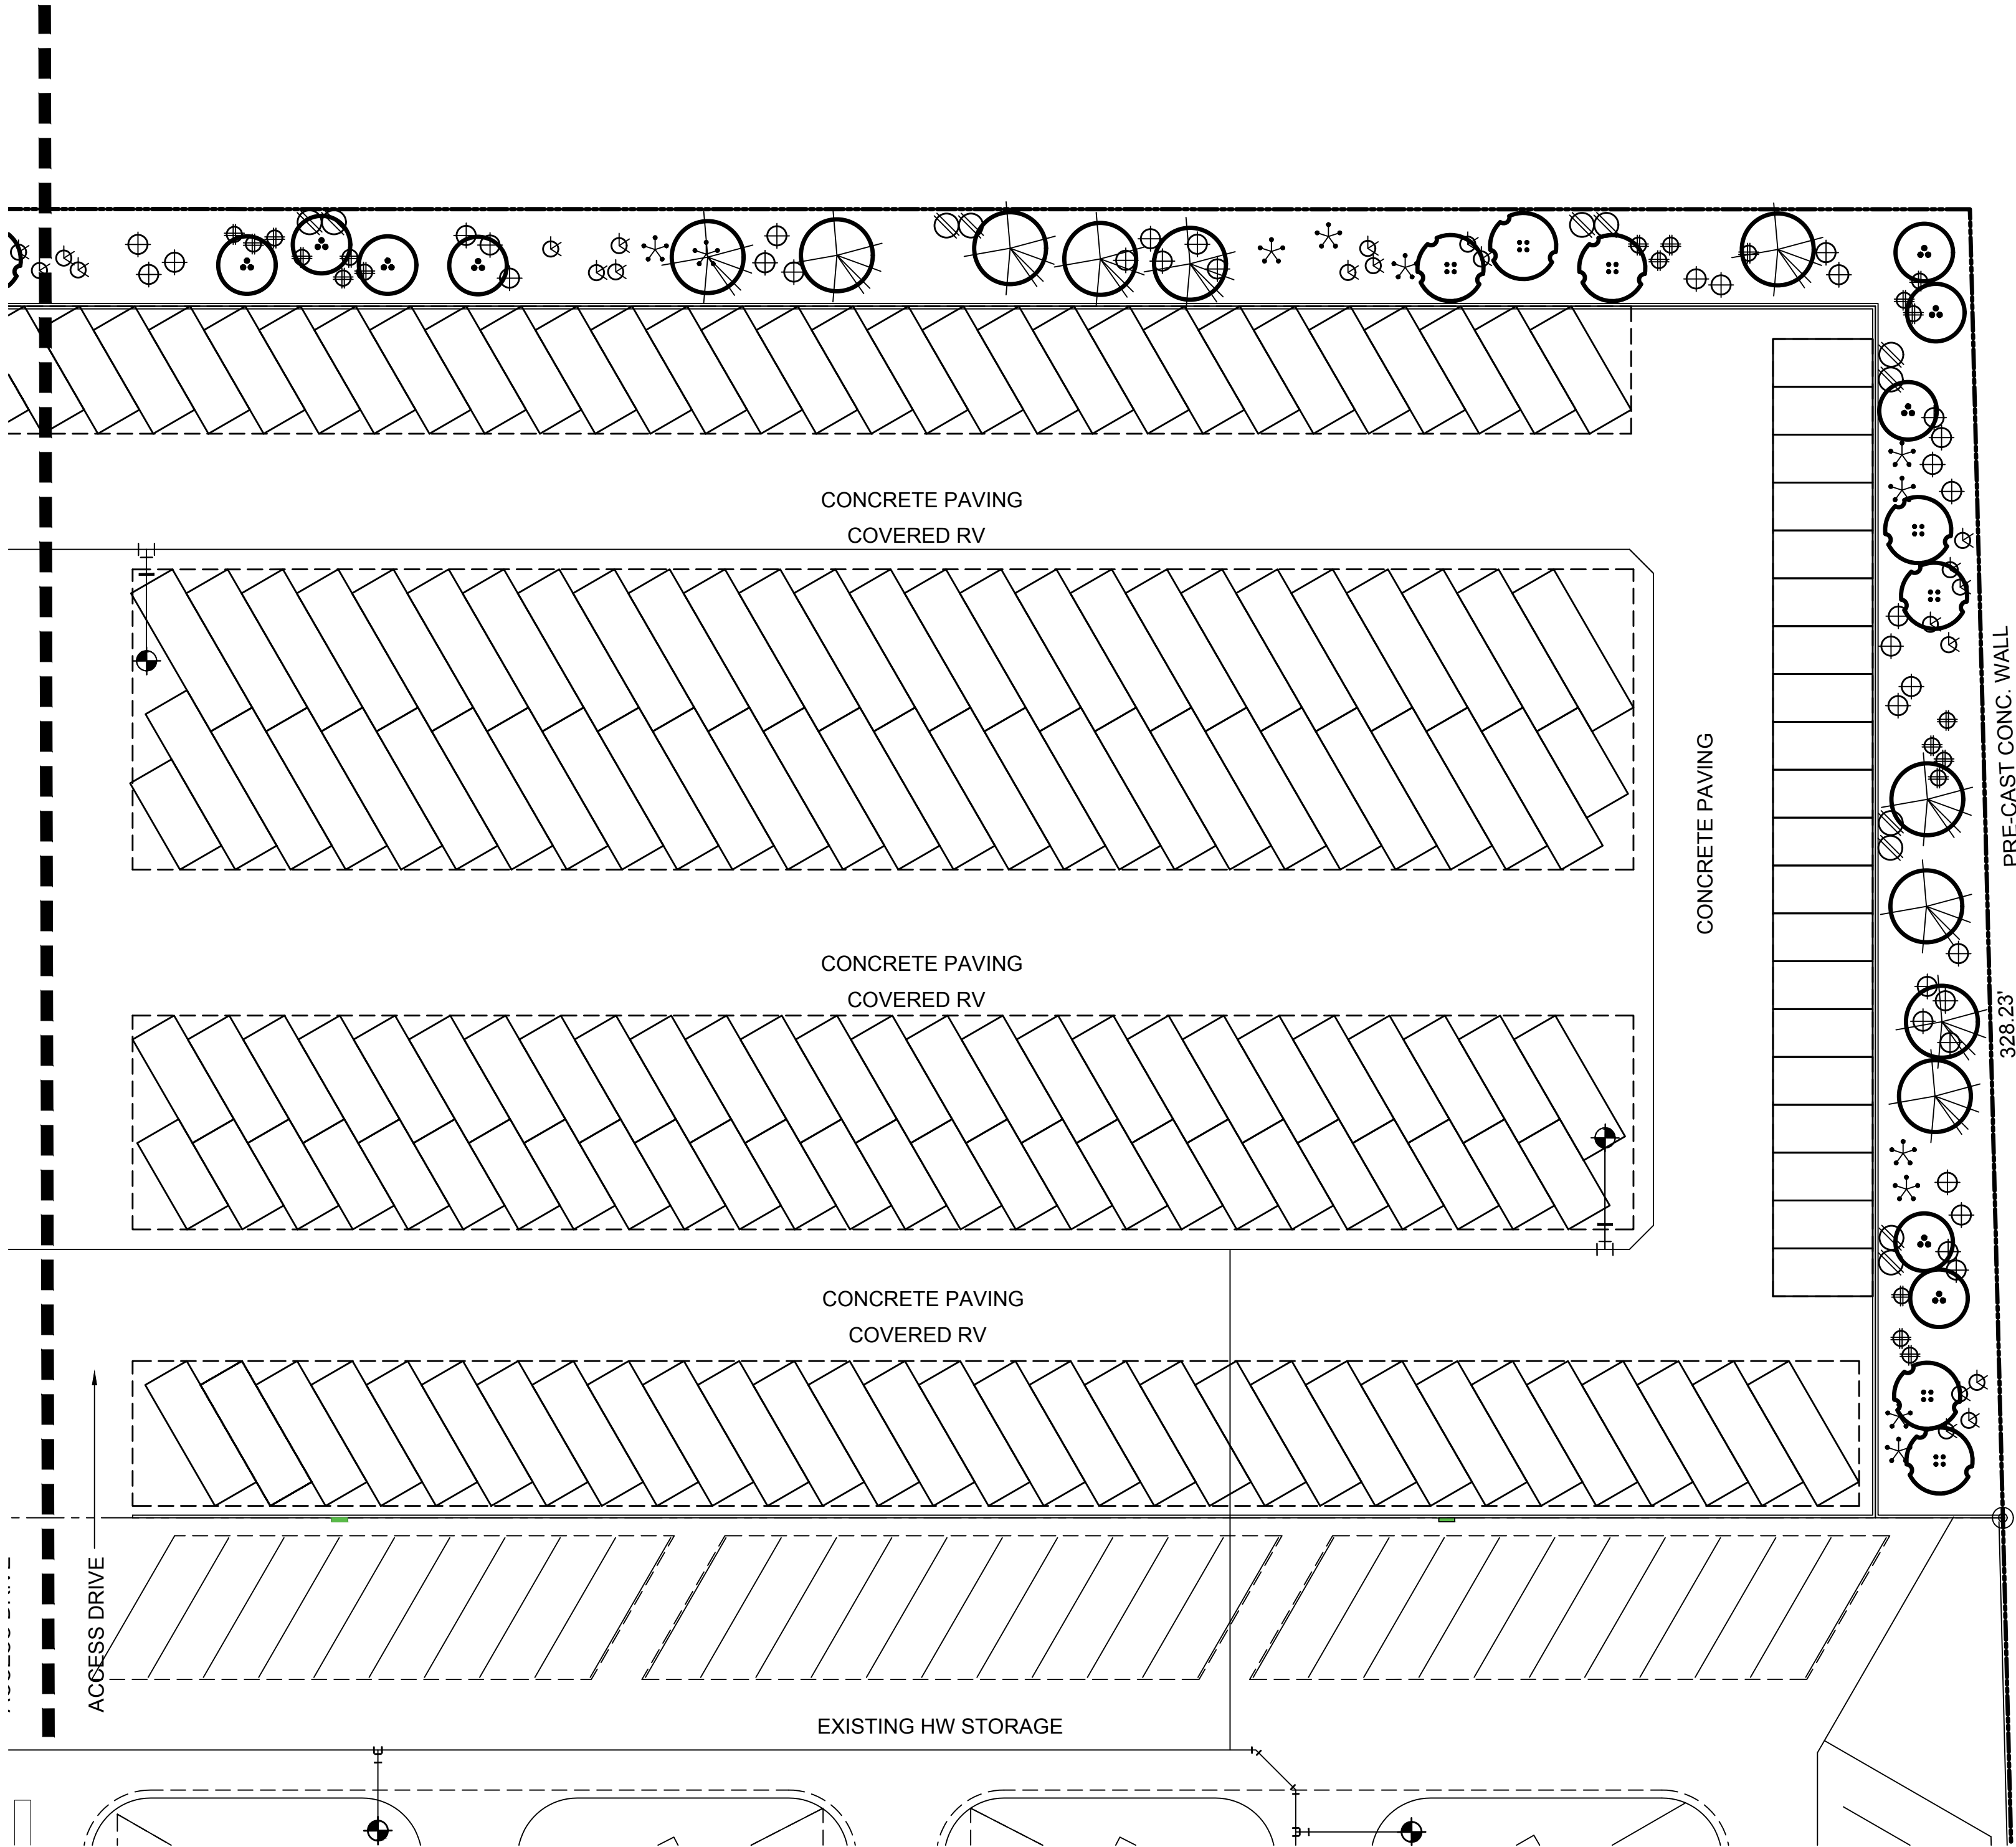 CONCRETE PAVING
COVERED RV
PRE-CAST CONC. WALL
CONCRETE PAVING
CONCRETE PAVING
COVERED RV
328.23'
CONCRETE PAVING
COVERED RV
ACCESS DRIVE
EXISTING HW STORAGE